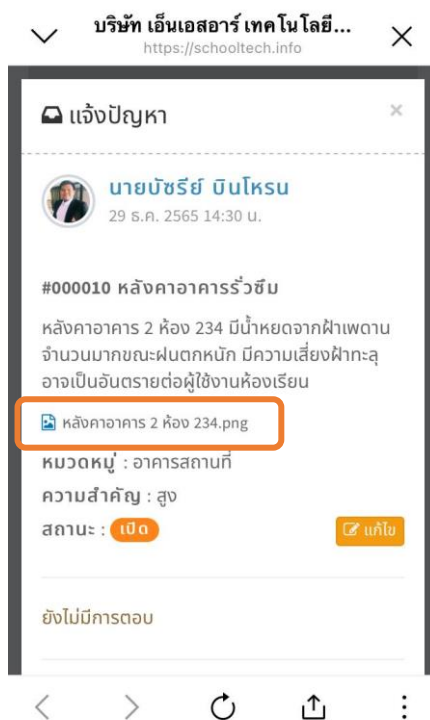 บริษัท เอ็นเอสอาร์ เทคโนโลยี...
https://schooltech.info
แจ้งปัญหา
นายบัซรีย์ บินโหรน
29 ธ.ค. 2565 14:30 น.
#000010 หลังคาอาคารรั่วซึม
หลังคาอาคาร 2 ห้อง 234 มีน้ำหยดจากฝ้าเพดาน
จำนวนมากขณะฝนตกหนัก มีความเสี่ยงฝ้าทะลุ
อาจเป็นอันตรายต่อผู้ใช้งานห้องเรียน
หลังคาอาคาร 2 ห้อง 234.png
หมวดหมู่ : อาคารสถานที่
ความสำคัญ : สูง
สถานะ : เปิด
แก้ไข
ยังไม่มีการตอบ